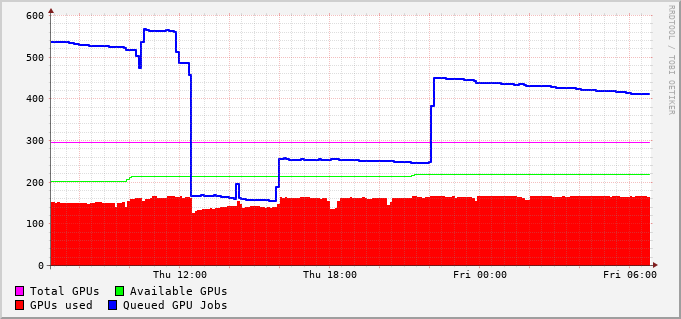 600
500
400
300
200
100
0
Thu 12:00 Thu 18:00 Fri 00:00 Fri 06:00
Total GPUs Available GPUs
GPUs used Queued GPU Jobs
RRDTOOL / TOBI OETIKER